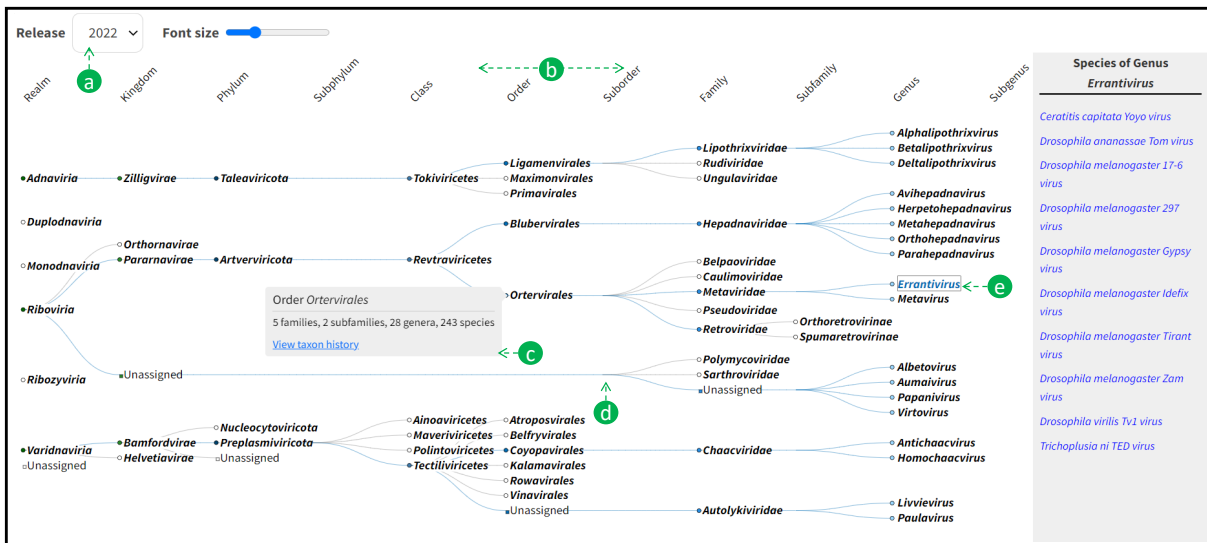 Release 2022 Font size
a
b
Realm Kingdom Phylum Subphylum Class Order Suborder Family Subfamily Genus Subgenus
Species of Genus
Errantivirus
Ceratitis capitata Yoyo virus
Drosophila ananassae Tom virus
Drosophila melanogaster 17-6
virus
Drosophila melanogaster 297
virus
Drosophila melanogaster Gypsy
virus
Drosophila melanogaster Idefix
virus
Drosophila melanogaster Tirant
virus
Drosophila melanogaster Zam
virus
Drosophila virilis Tv1 virus
Trichoplusia ni TED virus
Alphalipothrixvirus
Lipothrixviridae Betalipothrixvirus
Ligamenvirales Rudiviridae Deltalipothrixvirus
Adnaviria Zilligvirae Taleaviricota Tokiviricetes Maximonvirales Ungulaviridae
Primavirales Avihepadnavirus
Herpetohepadnavirus
Duplodnaviria Blubervirales Hepadnaviridae Metahepadnavirus
Orthornavirae Orthohepadnavirus
Pararnavirae Artverviricota Revtraviricetes Belpaoviridae Parahepadnavirus
Monodnaviria Caulimoviridae
Ortervirales Metaviridae Errantivirus e
Metavirus
Riboviria Pseudoviridae
Retroviridae Orthoretrovirinae
Spumaretrovirinae
Order Ortervirales
5 families, 2 subfamilies, 28 genera, 243 species
View taxon history
c
Polymycoviridae
Ribozyviria Unassigned Sarthroviridae Albetovirus
Unassigned Aumaivirus
Papanivirus
Virtovirus
d
Ainoaviricetes Atroposvirales
Nucleocytoviricota Maveriviricetes Belfryvirales
Varidnaviria Bamfordvirae Preplasmiviricota Polintoviricetes Coyopavirales Chaacviridae Antichaacvirus
Unassigned Helvetiavirae Unassigned Tectiliviricetes Kalamavirales Homochaacvirus
Rowavirales
Vinavirales
Unassigned Autolykiviridae Livvievirus
Paulavirus